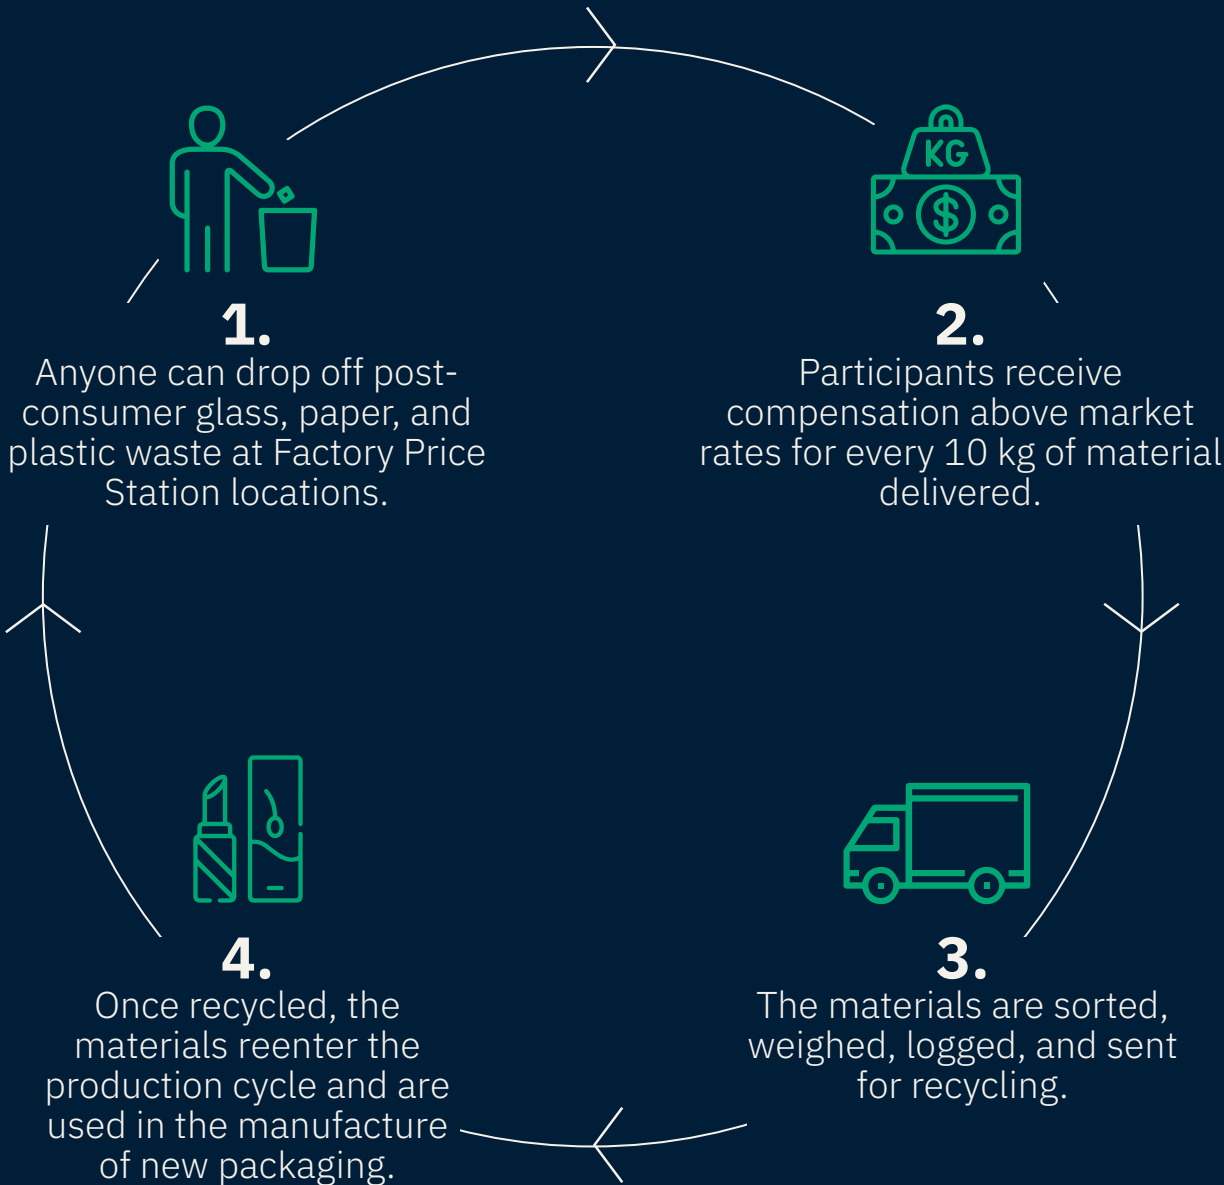 KG
$
1.
Anyone can drop off post-
consumer glass, paper, and
plastic waste at Factory Price
Station locations.
2.
Participants receive
compensation above market
rates for every 10 kg of material
delivered.
3.
The materials are sorted,
weighed, logged, and sent
for recycling.
4.
Once recycled, the
materials reenter the
production cycle and are
used in the manufacture
of new packaging.